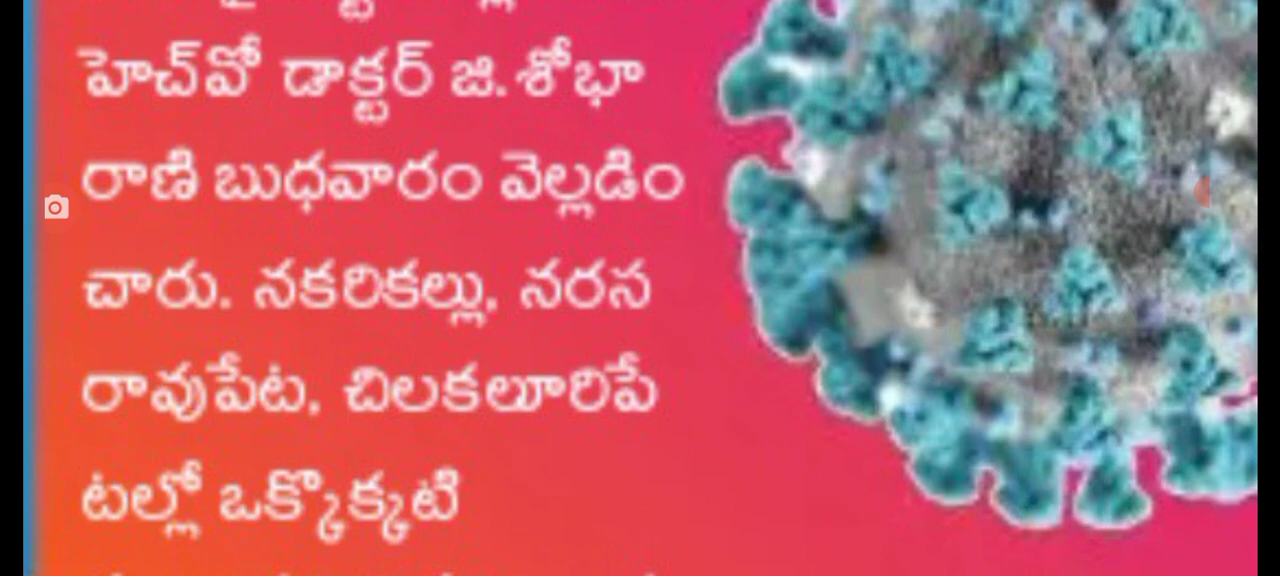 హెచ్‌వో డాక్టర్ జి.శోభా
రాణి బుధవారం వెల్లడిం
చారు. నకరికల్లు, నరస
రావుపేట, చిలకలూరిపే
టల్లో ఒక్కొక్కటి